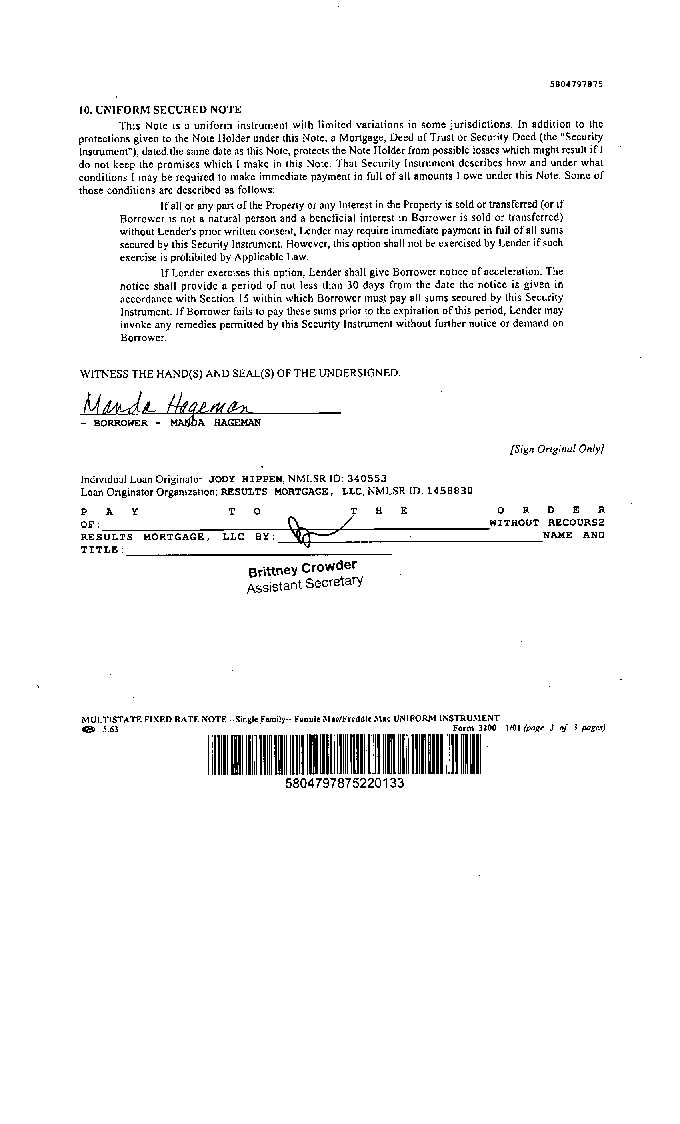 5804797875
10. UNIFORM SECURED NOTE
This Note is a uniform instrument with limited variations in some jurisdictions. In addition to the
protections given to the Note Holder under this Note, a Mortgage, Deed of Trust or Security Deed (the "Security
Instrument"), dated the same date as this Note, protects the Note Holder from possible losses which might result if I
do not keep the promises which I make in this Note. That Security Instrument describes how and under what
conditions I may be required to make immediate payment in full of all amounts I owe under this Note. Some of
those conditions are described as follows:
If all or any part of the Property or any Interest in the Property is sold or transferred (or if
Borrower is not a natural person and a beneficial interest in Borrower is sold or transferred)
without Lender's prior written consent, Lender may require immediate payment in full of all sums
secured by this Security Instrument. However, this option shall not be exercised by Lender if such
exercise is prohibited by Applicable Law.
If Lender exercises this option, Lender shall give Borrower notice of acceleration. The
notice shall provide a period of not less than 30 days from the date the notice is given in
accordance with Section 15 within which Borrower must pay all sums secured by this Security
Instrument. If Borrower fails to pay these sums prior to the expiration of this period, Lender may
invoke any remedies permitted by this Security Instrument without further notice or demand on
Borrower.
WITNESS THE HAND(S) AND SEAL(S) OF THE UNDERSIGNED.
Manda Hageman
- BORROWER - MANDA HAGEMAN
[Sign Original Only]
Individual Loan Originator- JODY HIPPEN, NMLSR ID: 340553
Loan Originator Organization: RESULTS MORTGAGE, LLC, NMLSR ID: 1458830
P A Y T O T H E O R D E R
OF: WITHOUT RECOURSE
RESULTS MORTGAGE, LLC BY: NAME AND
TITLE:
Brittney Crowder
Assistant Secretary
MULTISTATE FIXED RATE NOTE--Single Family-- Fannie Mae/Freddie Mac UNIFORM INSTRUMENT
5.63 Form 3200 1/01 (page 3 of 3 pages)
5804797875220133